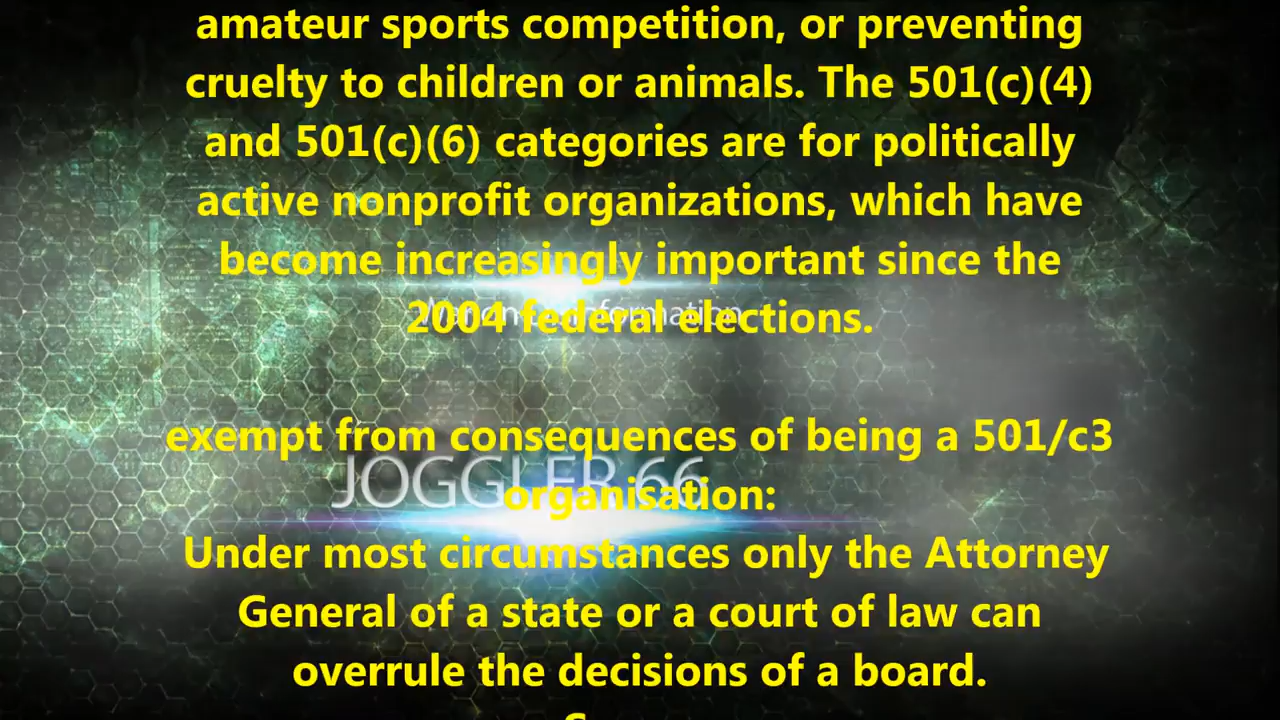 amateur sports competition, or preventing
cruelty to children or animals. The 501(c)(4)
and 501(c)(6) categories are for politically
active nonprofit organizations, which have
become increasingly important since the
2004 federal elections.
exempt from consequences of being a 501/c3
JOGGLER 66
organisation:
Under most circumstances only the Attorney
General of a state or a court of law can
overrule the decisions of a board.